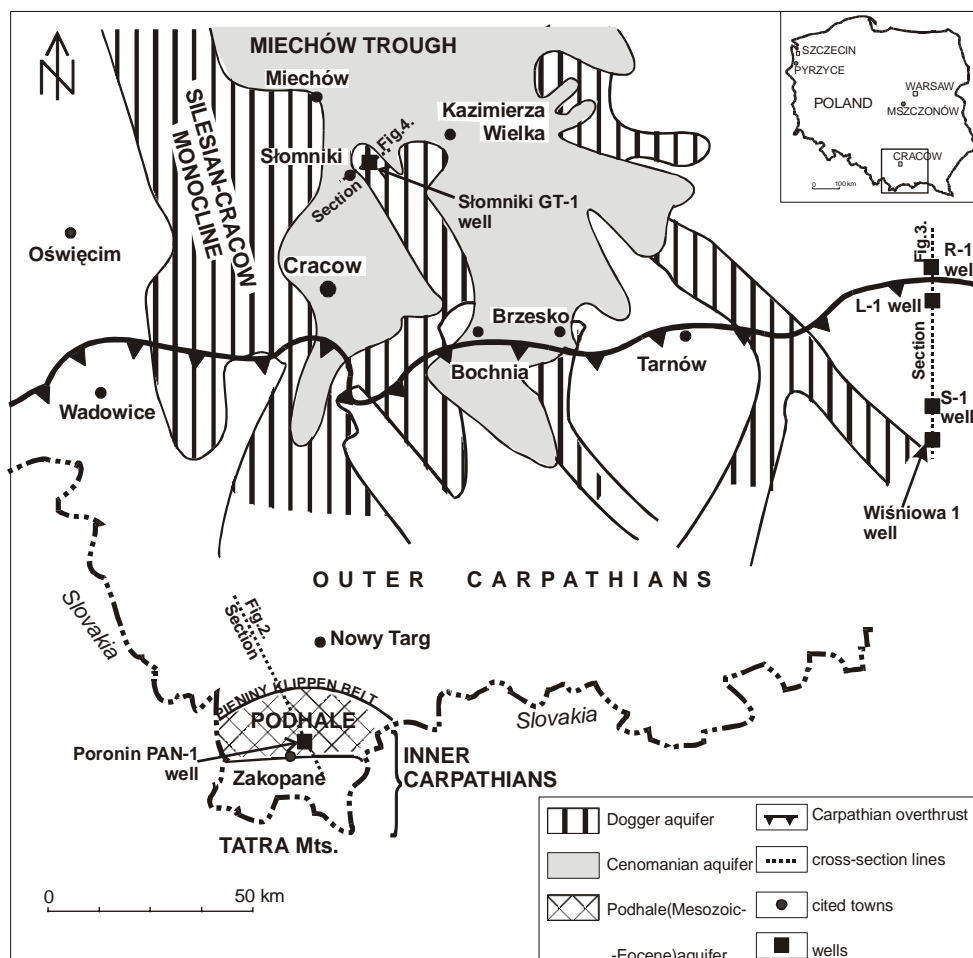 N
MIECHÓW TROUGH
Miechów
Kazimierza
Wielka
SILESIAN-CRACOW
MONOCLINE
Słomniki
Fig.4.
Section
Słomniki GT-1
well
Oświęcim
Cracow
Brzesko
Bochnia
Tarnów
Wadowice
SZCZECIN
PYRZYCE
WARSAW
POLAND
MSZCZONÓW
CRACOW
0 100 km
Fig.3.
Section
R-1
well
L-1 well
S-1
well
Wiśniowa 1
well
OUTER CARPATHIANS
Slovakia
Fig.2.
Section
Nowy Targ
PIENINY KLIPPEN BELT
PODHALE
Slovakia
Poronin PAN-1
well
Zakopane
INNER
CARPATHIANS
TATRA Mts.
0 50 km
Dogger aquifer
Carpathian overthrust
Cenomanian aquifer
cross-section lines
Podhale(Mesozoic-
cited towns
-Eocene)aquifer
wells